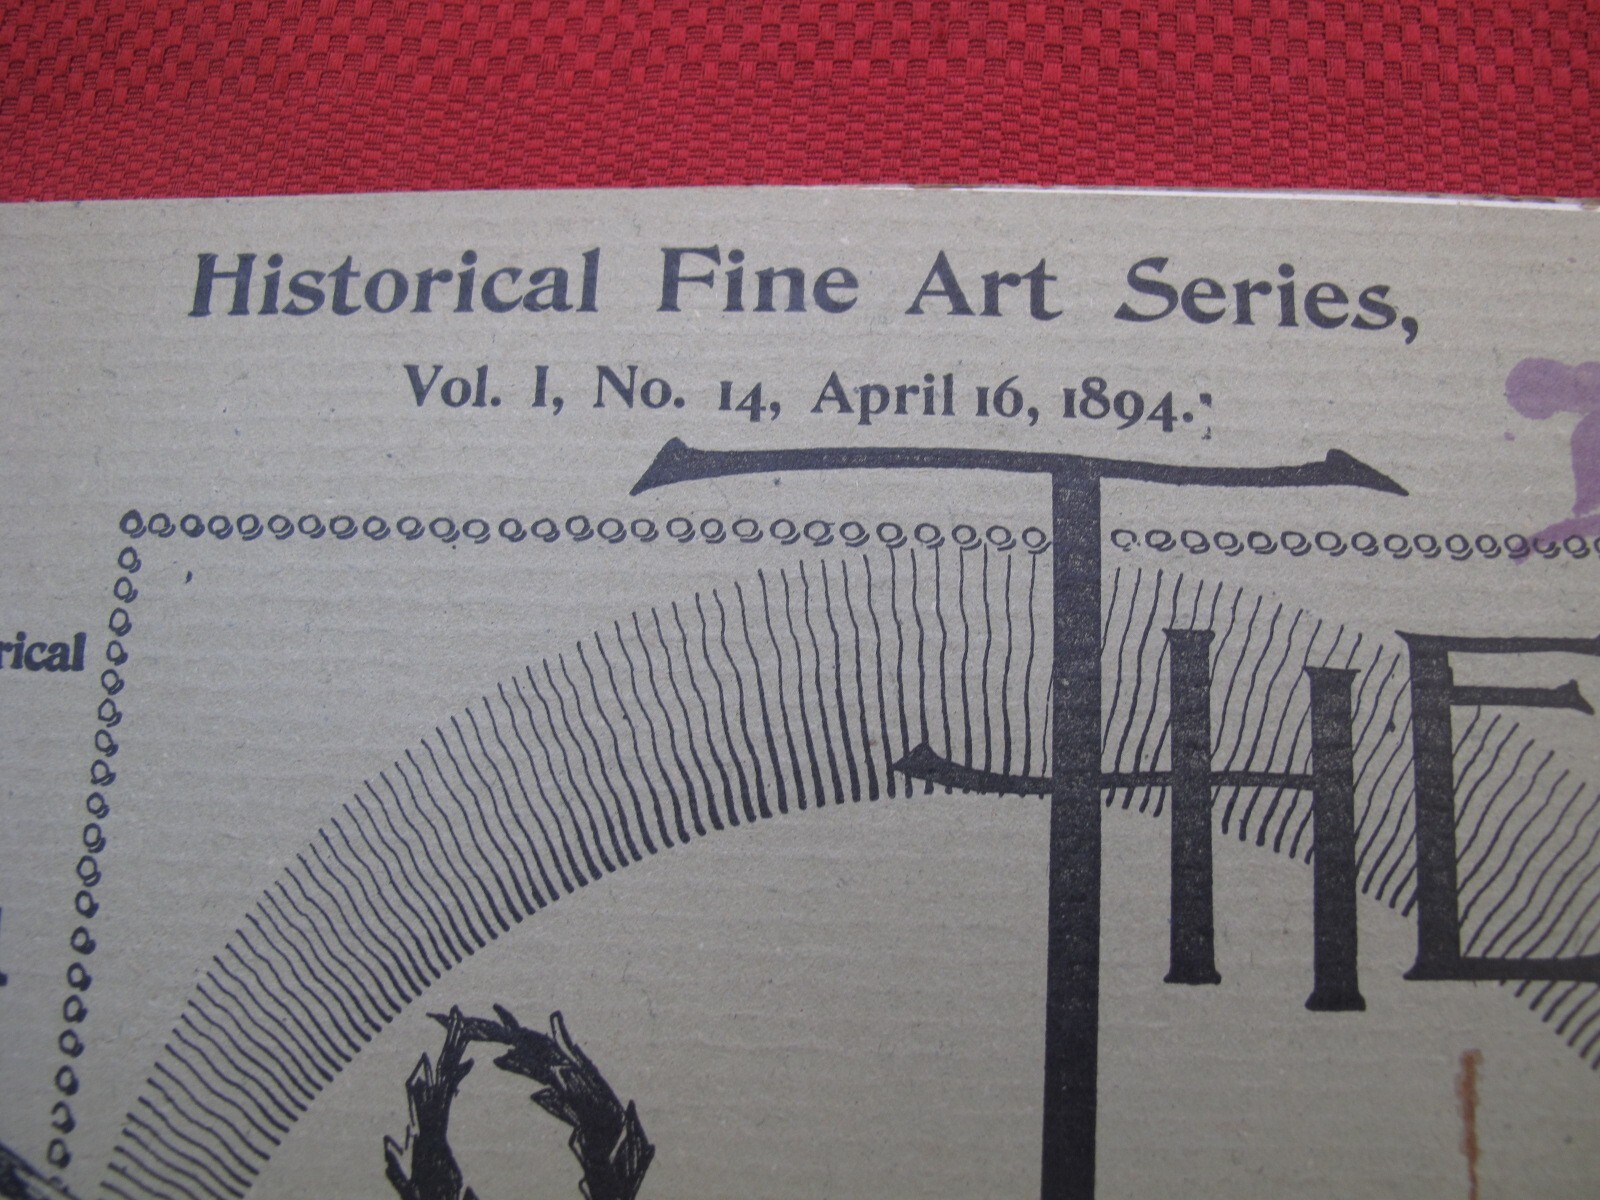 Historical Fine Art Series,
Vol. I, No. 14, April 16, 1894.
THE
rical